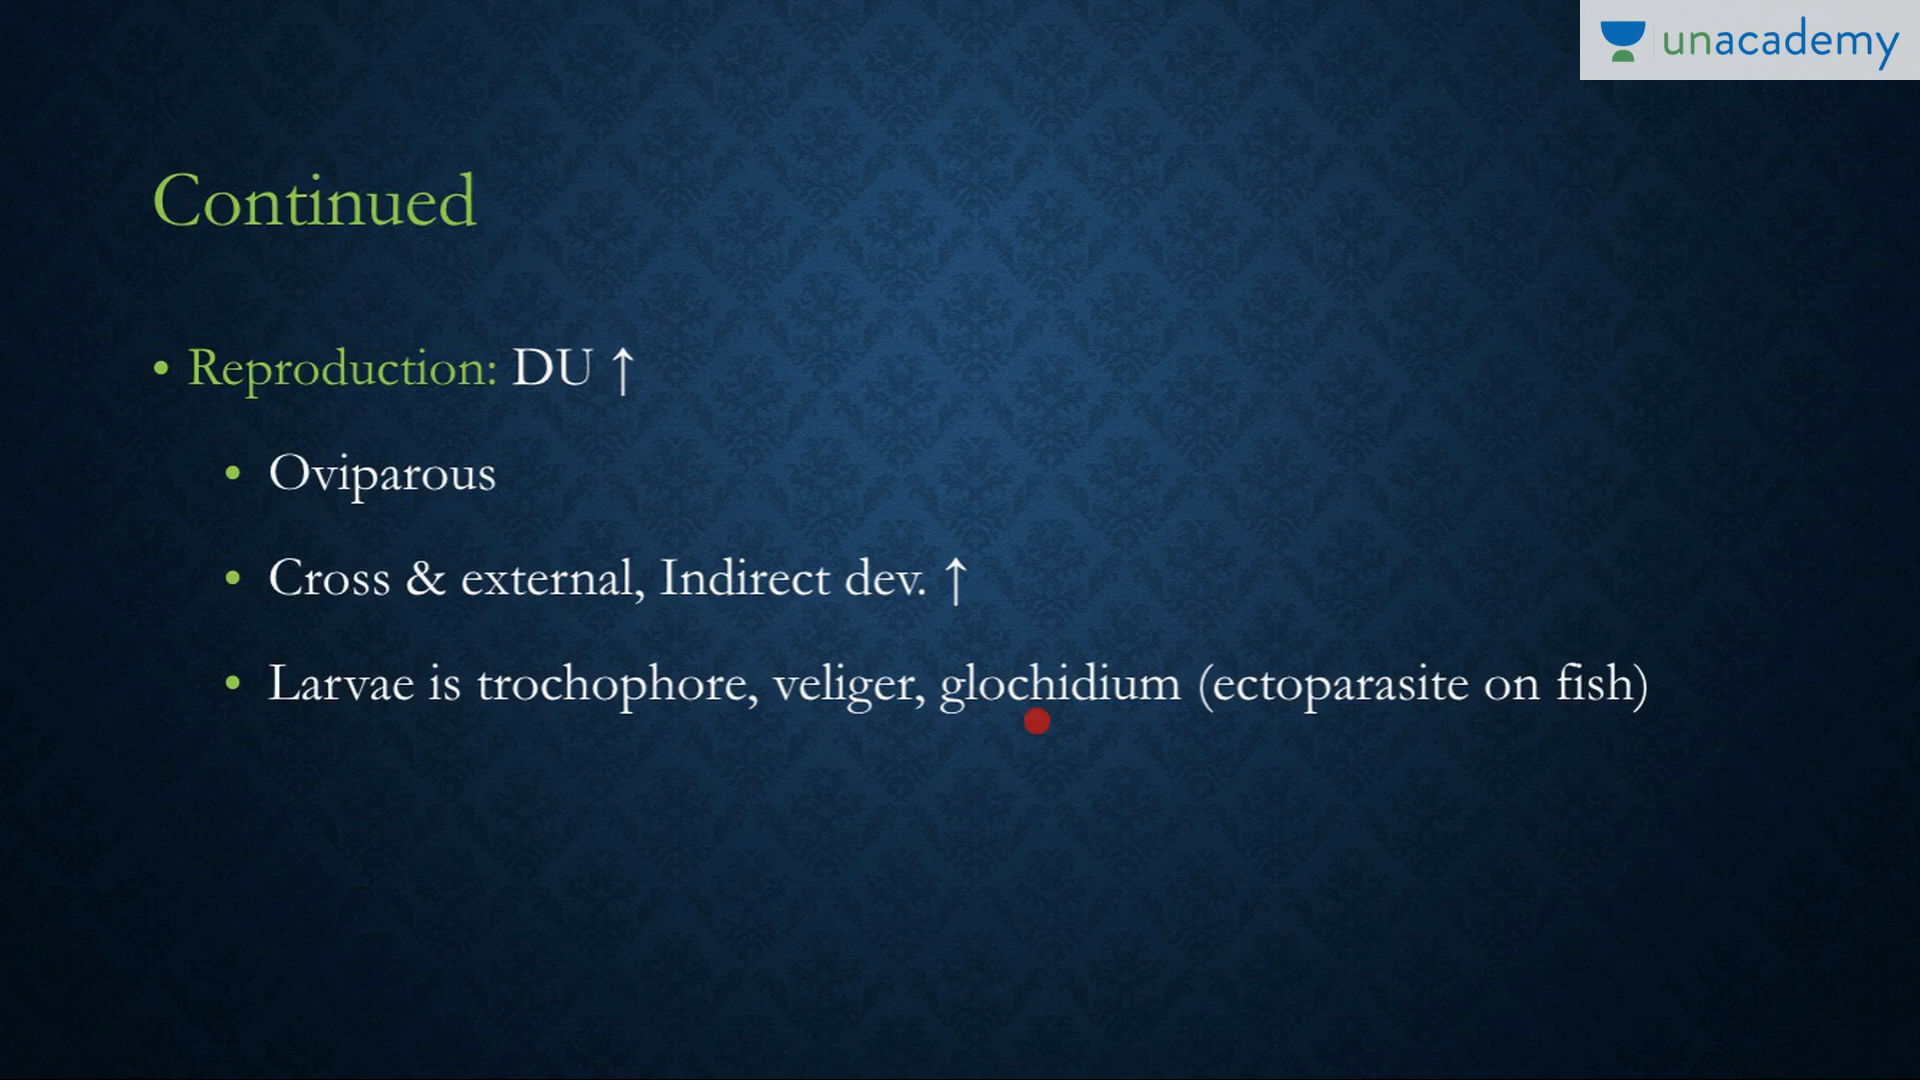 unacademy
Continued
• Reproduction: DU ↑
• Oviparous
• Cross & external, Indirect dev. ↑
• Larvae is trochophore, veliger, glochidium (ectoparasite on fish)